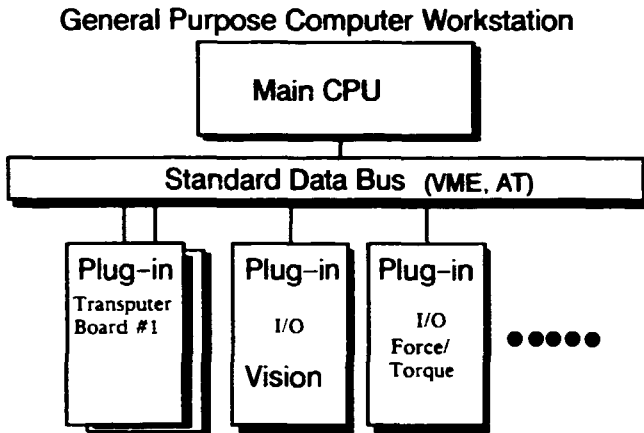 General Purpose Computer Workstation
Main CPU
Standard Data Bus (VME, AT)
Plug-in
Transputer
Board #1
Plug-in
I/O
Vision
Plug-in
I/O
Force/
Torque